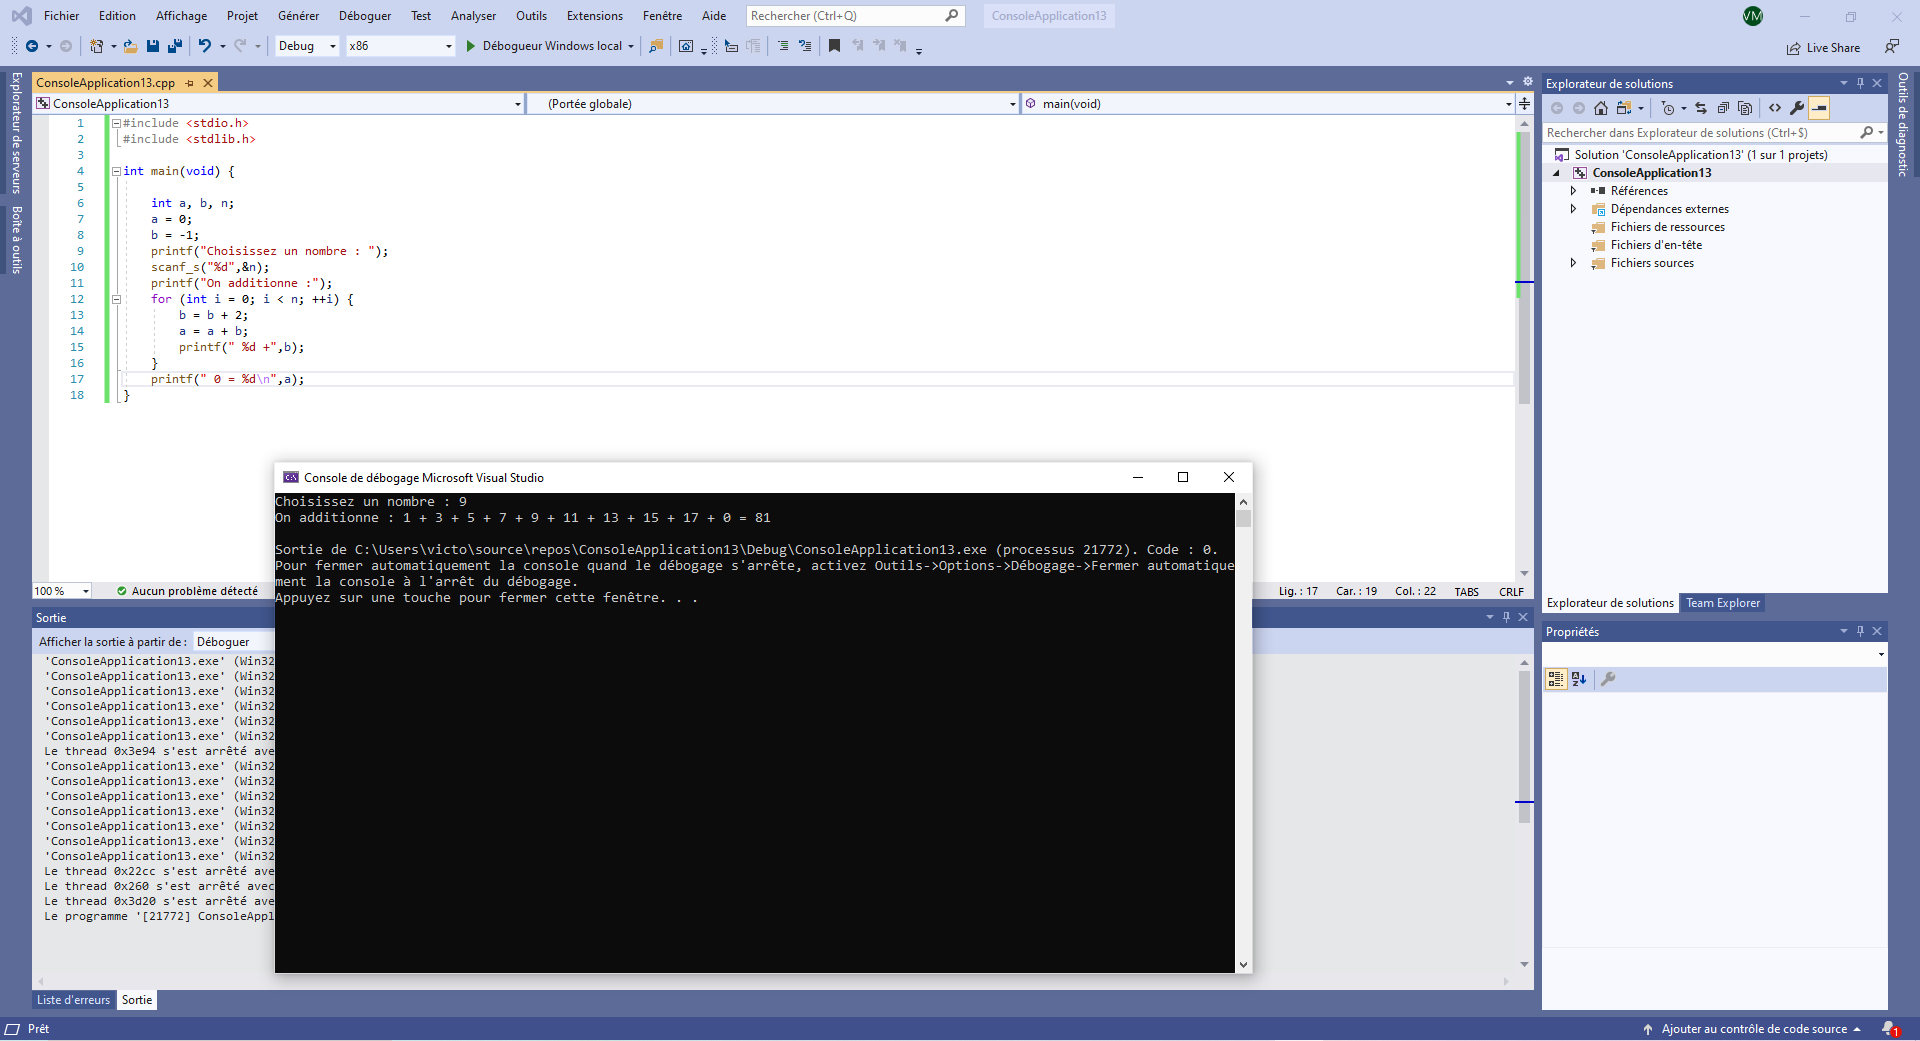 Fichier Edition Affichage Projet Générer Déboguer Test Analyser Outils Extensions Fenêtre Aide Rechercher (Ctrl+Q) ConsoleApplication13 VM
Debug x86 Débogueur Windows local Live Share
Explorateur de serveurs
Boîte à outils
ConsoleApplication13.cpp
ConsoleApplication13 (Portée globale) main(void)
1 #include <stdio.h>
2 #include <stdlib.h>
3
4 int main(void) {
5
6 int a, b, n;
7 a = 0;
8 b = -1;
9 printf("Choisissez un nombre : ");
10 scanf_s("%d",&n);
11 printf("On additionne :");
12 for (int i = 0; i < n; ++i) {
13 b = b + 2;
14 a = a + b;
15 printf(" %d +",b);
16 }
17 printf(" 0 = %d\n",a);
18 }
100 % Aucun problème détecté Lig. : 17 Car. : 19 Col. : 22 TABS CRLF
Console de débogage Microsoft Visual Studio
Choisissez un nombre : 9
On additionne : 1 + 3 + 5 + 7 + 9 + 11 + 13 + 15 + 17 + 0 = 81
Sortie de C:\Users\victo\source\repos\ConsoleApplication13\Debug\ConsoleApplication13.exe (processus 21772). Code : 0.
Pour fermer automatiquement la console quand le débogage s'arrête, activez Outils->Options->Débogage->Fermer automatique
ment la console à l'arrêt du débogage.
Appuyez sur une touche pour fermer cette fenêtre. . .
Sortie
Afficher la sortie à partir de : Déboguer
'ConsoleApplication13.exe' (Win32
'ConsoleApplication13.exe' (Win32
'ConsoleApplication13.exe' (Win32
'ConsoleApplication13.exe' (Win32
'ConsoleApplication13.exe' (Win32
'ConsoleApplication13.exe' (Win32
Le thread 0x3e94 s'est arrêté ave
'ConsoleApplication13.exe' (Win32
'ConsoleApplication13.exe' (Win32
'ConsoleApplication13.exe' (Win32
'ConsoleApplication13.exe' (Win32
'ConsoleApplication13.exe' (Win32
'ConsoleApplication13.exe' (Win32
'ConsoleApplication13.exe' (Win32
Le thread 0x22cc s'est arrêté ave
Le thread 0x260 s'est arrêté avec
Le thread 0x3d20 s'est arrêté ave
Le programme '[21772] ConsoleAppl
Liste d'erreurs Sortie
Explorateur de solutions
Rechercher dans Explorateur de solutions (Ctrl+$)
Solution 'ConsoleApplication13' (1 sur 1 projets)
ConsoleApplication13
Références
Dépendances externes
Fichiers de ressources
Fichiers d'en-tête
Fichiers sources
Explorateur de solutions Team Explorer
Propriétés
Outils de diagnostic
Prêt Ajouter au contrôle de code source 1